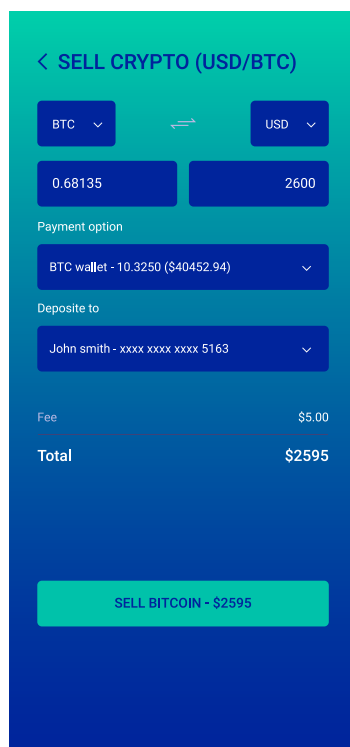 SELL CRYPTO (USD/BTC)
BTC USD
0.68135 2600
Payment option
BTC wallet - 10.3250 ($40452.94)
Deposite to
John smith - xxxx xxxx xxxx 5163
Fee $5.00
Total $2595
SELL BITCOIN - $2595